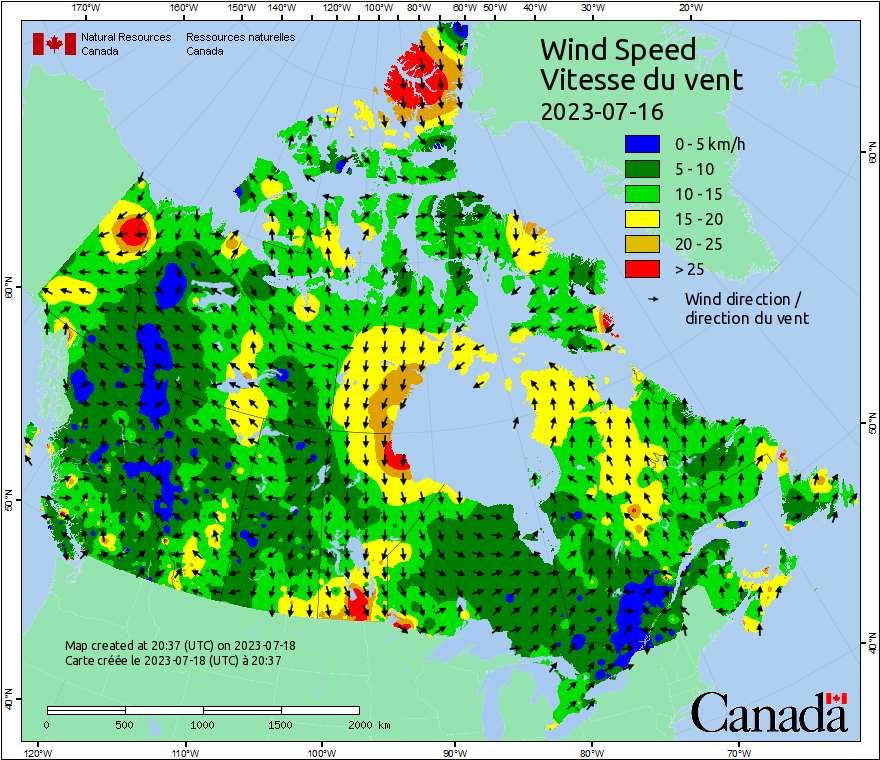 170°W 160°W 150°W 140°W 130°W 120°W 110°W 100°W 90°W 80°W 70°W 60°W 50°W 40°W 30°W 20°W
Natural Resources Ressources naturelles
Canada Canada
Wind Speed
Vitesse du vent
2023-07-16
0 - 5 km/h
5 - 10
10 - 15
15 - 20
20 - 25
> 25
Wind direction /
direction du vent
60°N
60°N
50°N
50°N
40°N
40°N
Map created at 20:37 (UTC) on 2023-07-18
Carte créée le 2023-07-18 (UTC) à 20:37
0 500 1000 1500 2000 km
Canada
120°W 110°W 100°W 90°W 80°W 70°W